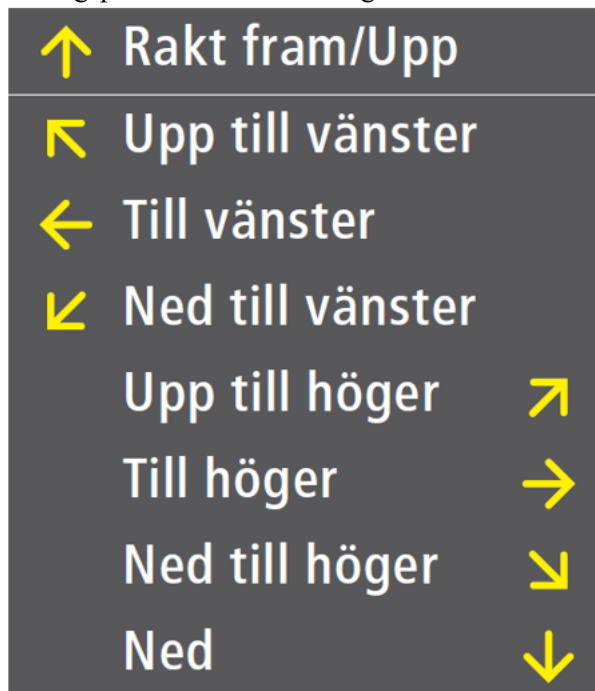 Rakt fram/Upp
Upp till vänster
Till vänster
Ned till vänster
Upp till höger
Till höger
Ned till höger
Ned